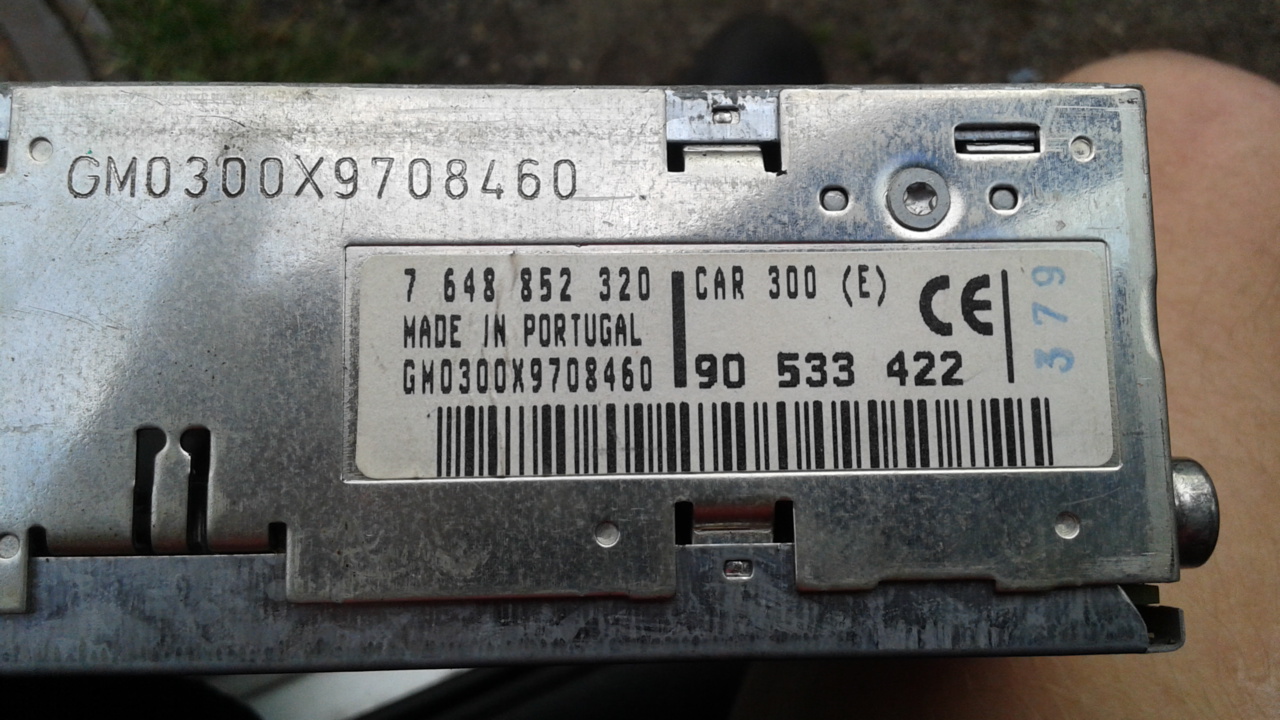 GM0300X9708460
7 648 852 320
MADE IN PORTUGAL
GM0300X9708460
CAR 300 (E)
CE
90 533 422
379